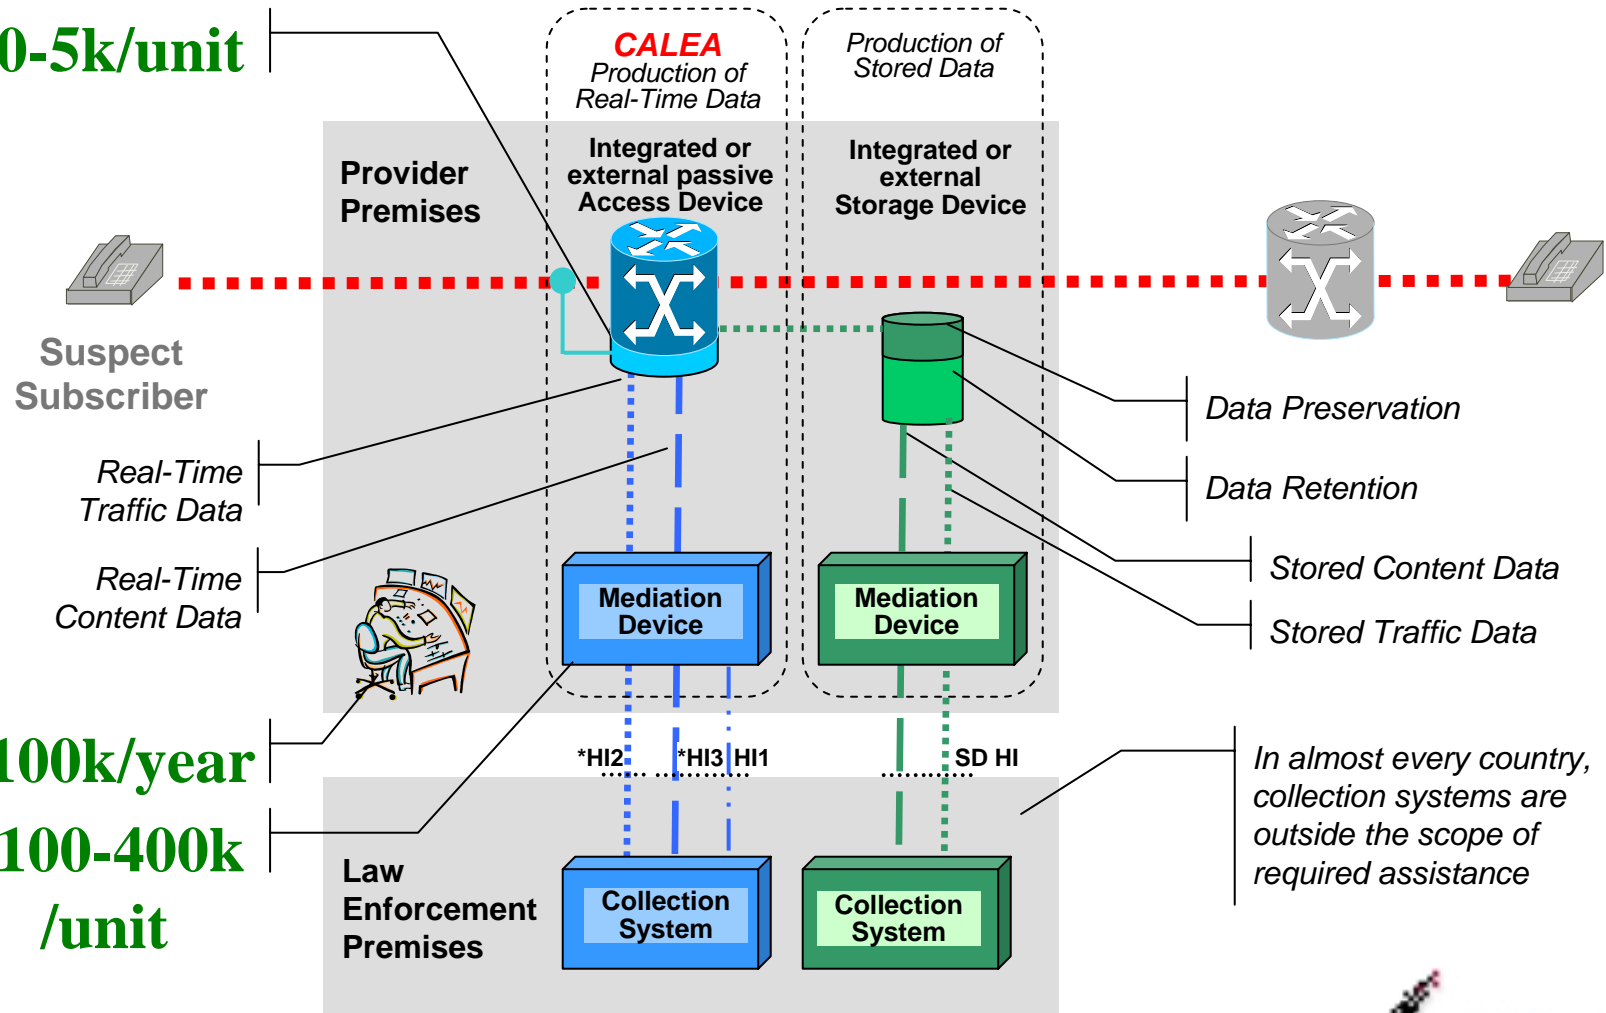 0-5k/unit
CALEA
Production of
Real-Time Data
Production of
Stored Data
Provider
Premises
Integrated or
external passive
Access Device
Integrated or
external
Storage Device
Suspect
Subscriber
Real-Time
Traffic Data
Real-Time
Content Data
Data Preservation
Data Retention
Stored Content Data
Stored Traffic Data
Mediation
Device
Mediation
Device
100k/year
100-400k
/unit
*HI2
*HI3
HI1
SD HI
In almost every country,
collection systems are
outside the scope of
required assistance
Law
Enforcement
Premises
Collection
System
Collection
System